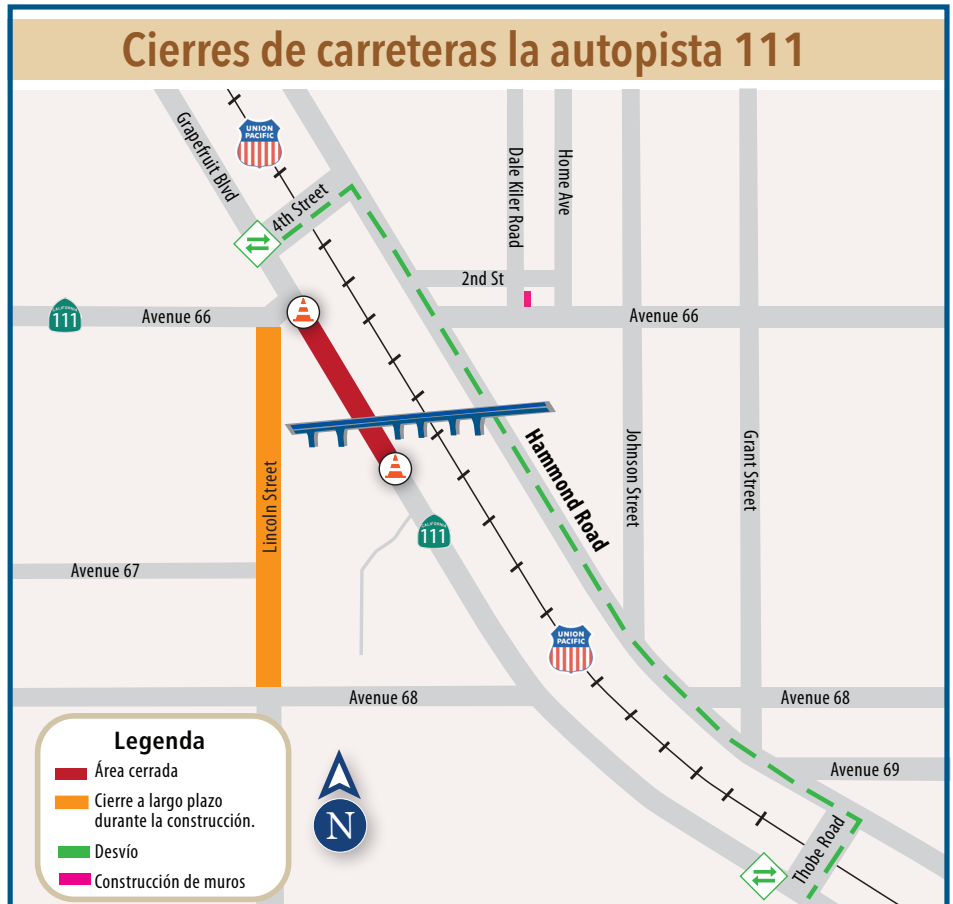 Cierres de carreteras la autopista 111
Grapefruit Blvd
UNION
PACIFIC
4th Street
Dale Kiler Road
Home Ave
2nd St
CALIFORNIA
111
Avenue 66
Avenue 66
Lincoln Street
Hammond Road
Johnson Street
Grant Street
CALIFORNIA
111
Avenue 67
UNION
PACIFIC
Avenue 68
Avenue 68
Avenue 69
Thobe Road
Legenda
Área cerrada
Cierre a largo plazo
durante la construcción.
Desvío
Construcción de muros
N